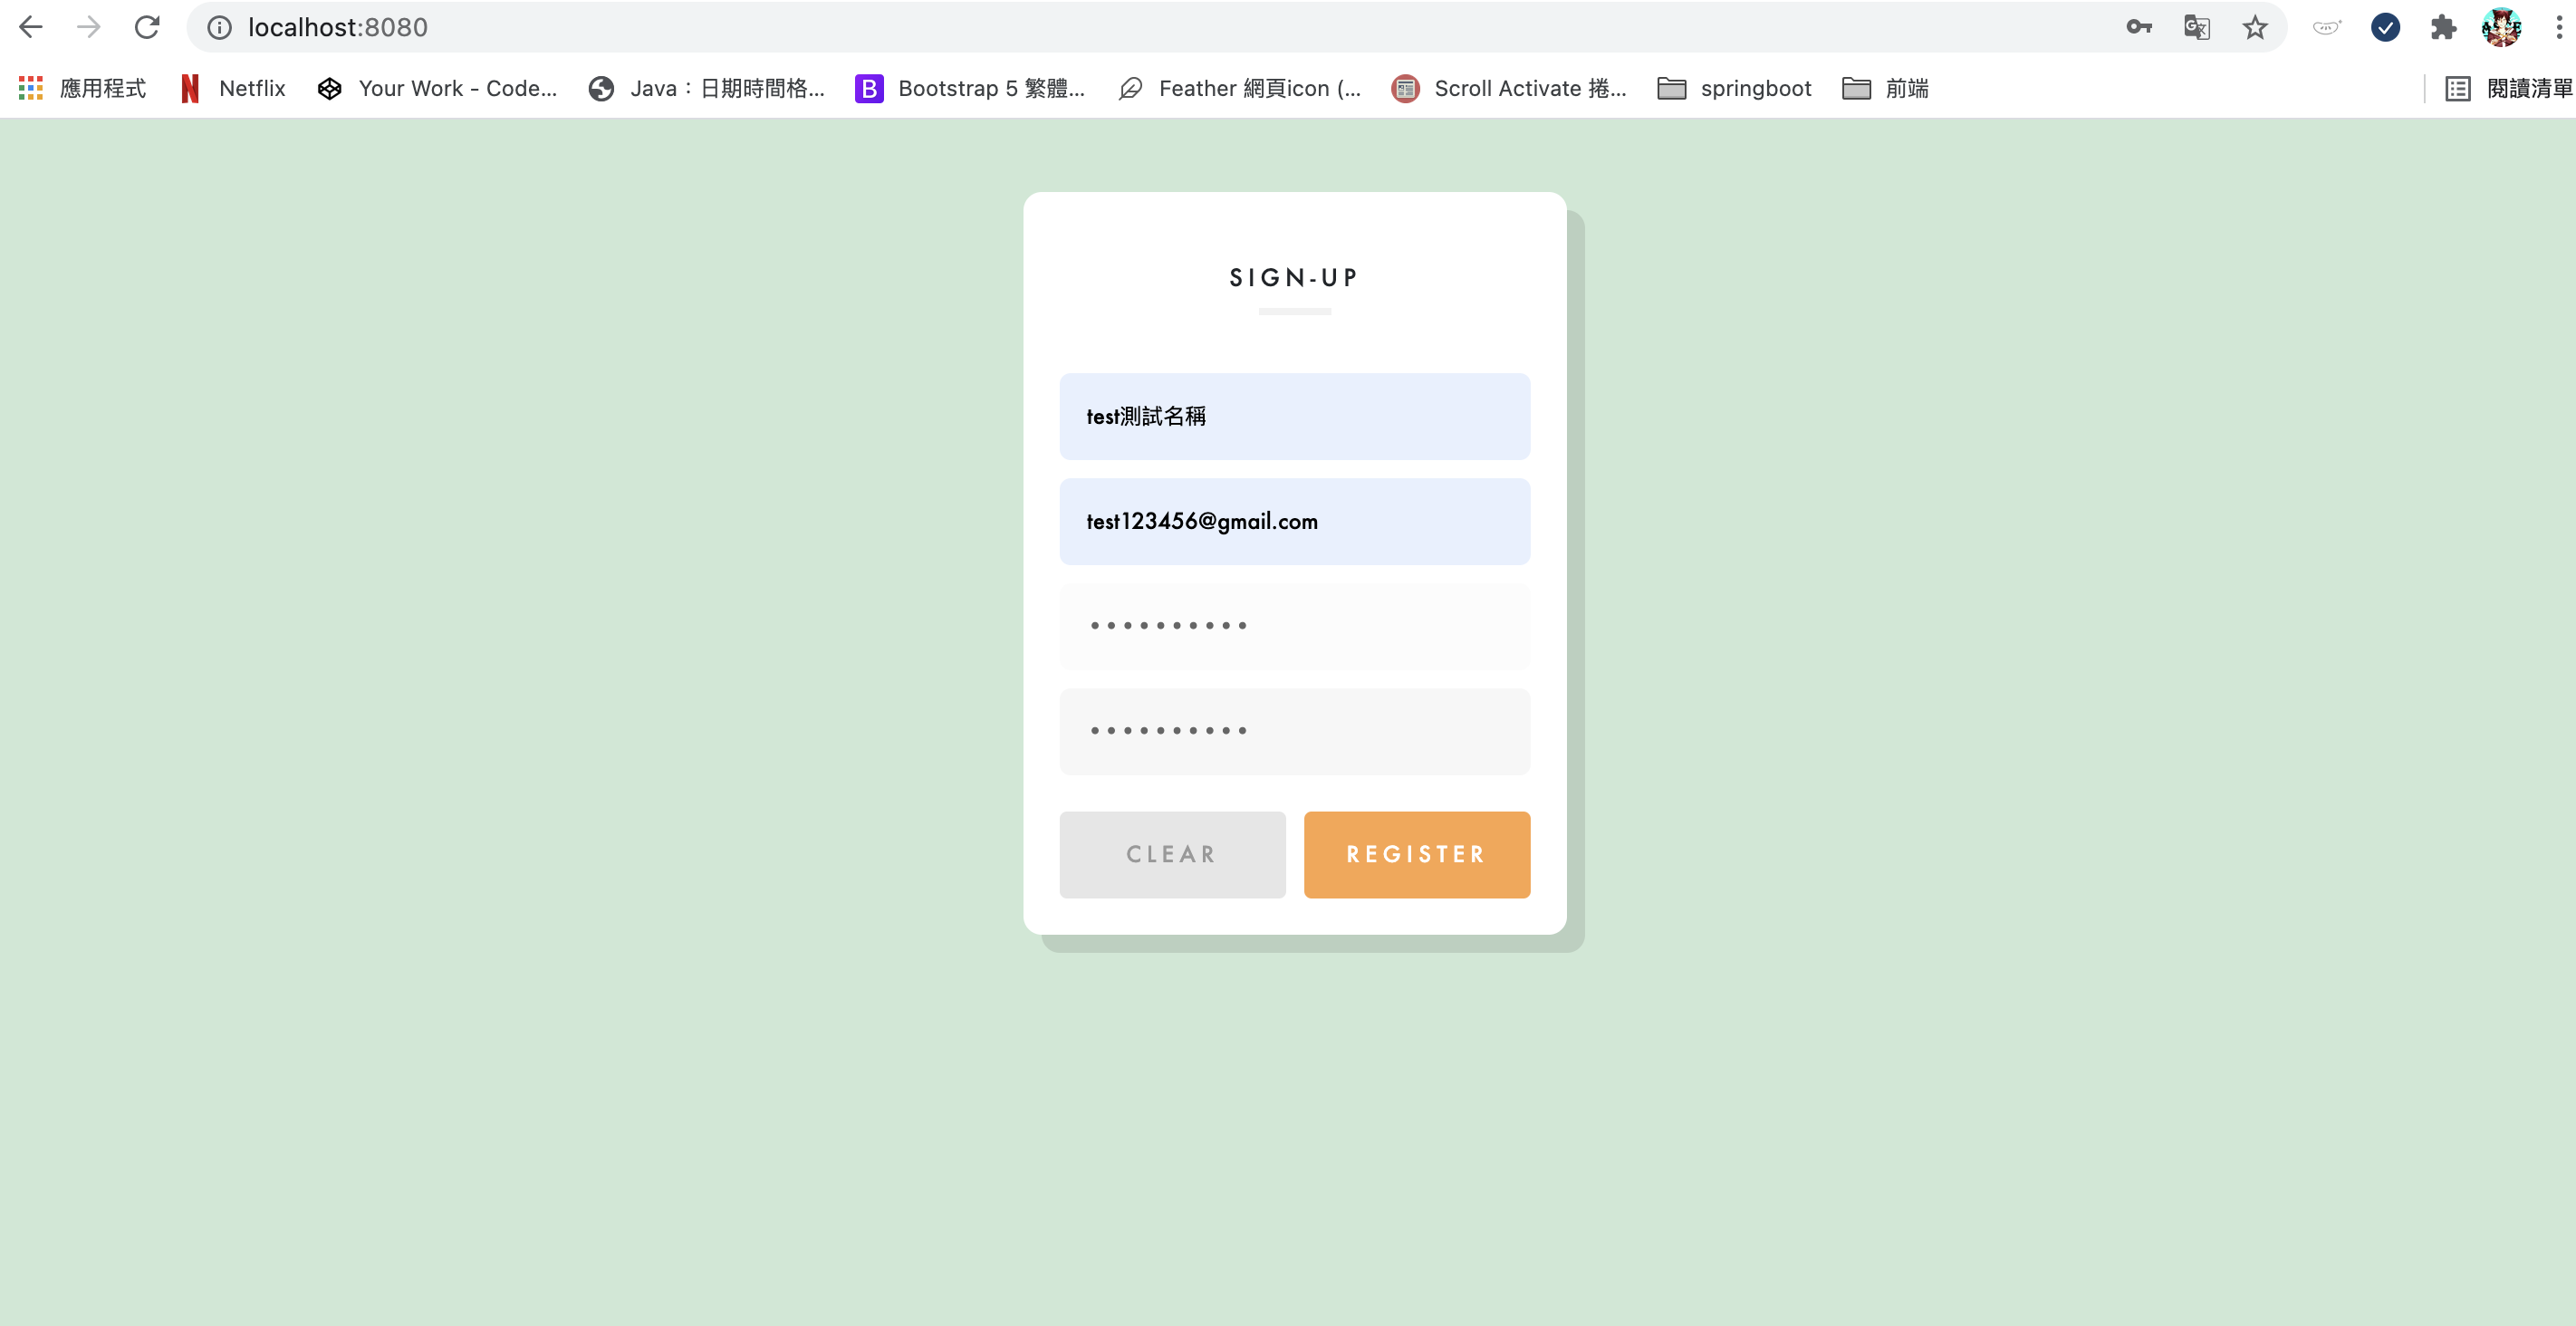 localhost:8080
應用程式 Netflix Your Work - Code... Java：日期時間格... B Bootstrap 5 繁體... Feather 網頁icon (... Scroll Activate 捲... springboot 前端 閱讀清單
SIGN-UP
test測試名稱
test123456@gmail.com
CLEAR REGISTER